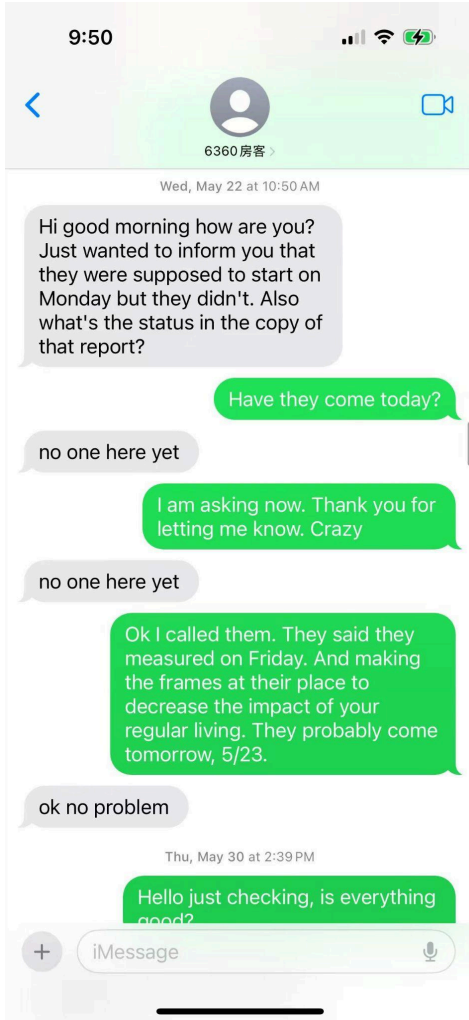 9:50
6360房客
Wed, May 22 at 10:50 AM
Hi good morning how are you?
Just wanted to inform you that
they were supposed to start on
Monday but they didn't. Also
what's the status in the copy of
that report?
Have they come today?
no one here yet
I am asking now. Thank you for
letting me know. Crazy
no one here yet
Ok I called them. They said they
measured on Friday. And making
the frames at their place to
decrease the impact of your
regular living. They probably come
tomorrow, 5/23.
ok no problem
Thu, May 30 at 2:39 PM
Hello just checking, is everything
good?
iMessage